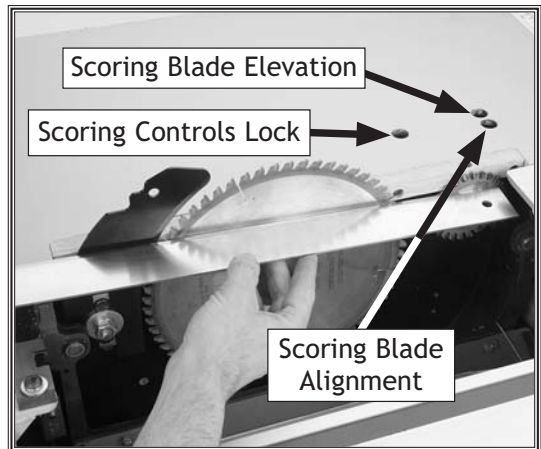 Scoring Blade Elevation
Scoring Controls Lock
Scoring Blade
Alignment